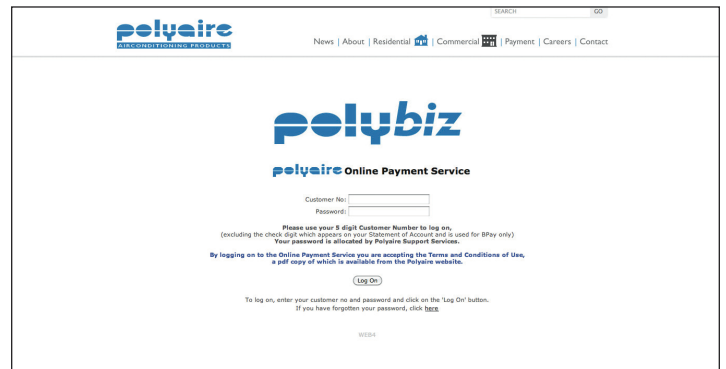 SEARCH GO
polyaire
AIRCONDITIONING PRODUCTS
News | About | Residential | Commercial | Payment | Careers | Contact
polybiz
polyaire Online Payment Service
Customer No:
Password:
Please use your 5 digit Customer Number to log on,
(excluding the check digit which appears on your Statement of Account and is used for BPay only)
Your password is allocated by Polyaire Support Services.
By logging on to the Online Payment Service you are accepting the Terms and Conditions of Use,
a pdf copy of which is available from the Polyaire website.
Log On
To log on, enter your customer no and password and click on the 'Log On' button.
If you have forgotten your password, click here
WEB4